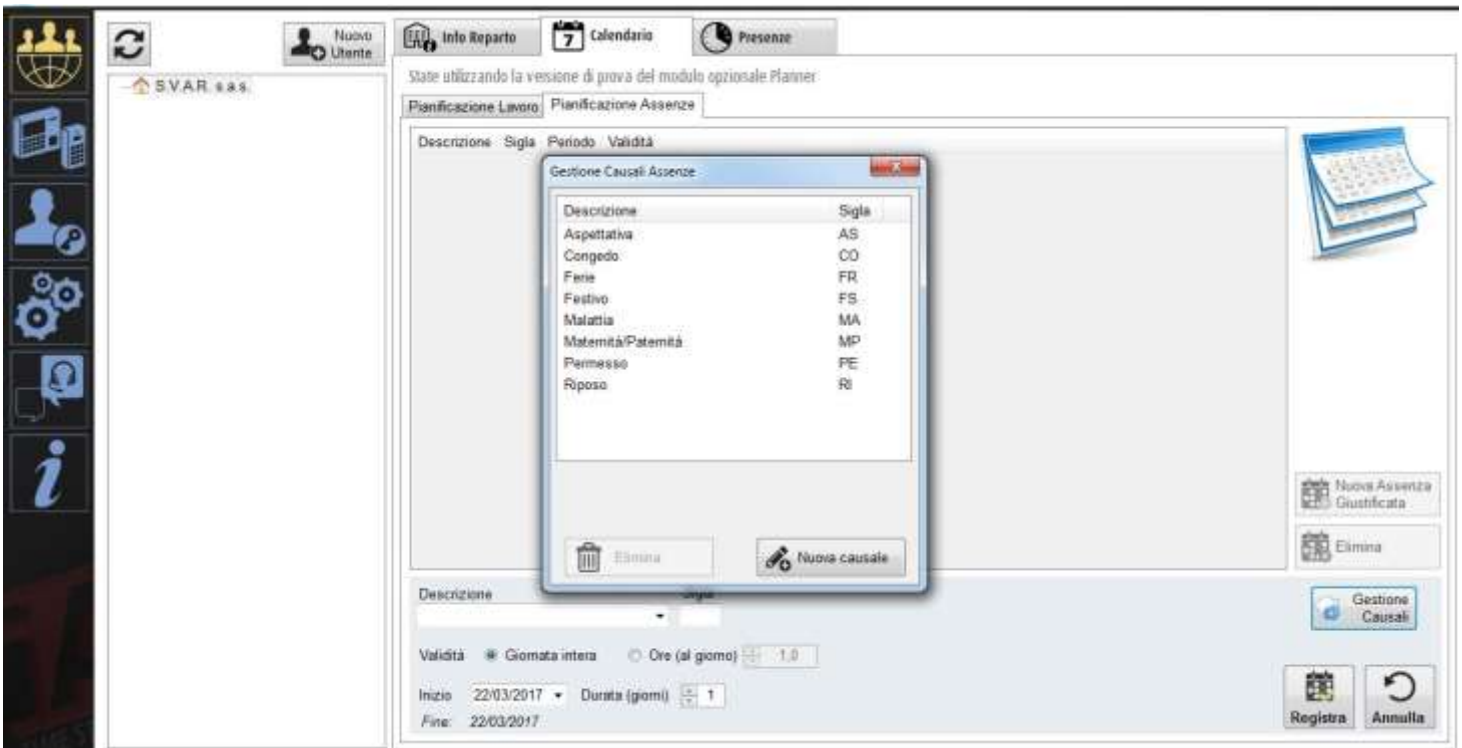 Nuovo
Utente
S.V.A.R. s.a.s.
Info Reparto
7 Calendario
Presenze
State utilizzando la versione di prova del modulo opzionale Planner
Pianificazione Lavoro
Pianificazione Assenze
Descrizione Sigla Periodo Validità
Gestione Causali Assenze
Descrizione Sigla
Aspettativa AS
Congedo CO
Ferie FR
Festivo FS
Malattia MA
Maternità/Paternità MP
Permesso PE
Riposo RI
Elimina
Nuova causale
Nuova Assenza
Giustificata
Elimina
Gestione
Causali
Descrizione Sigla
Validità Giornata intera Ore (al giorno) 1,0
Inizio 22/03/2017 Durata (giorni) 1
Fine: 22/03/2017
Registra
Annulla